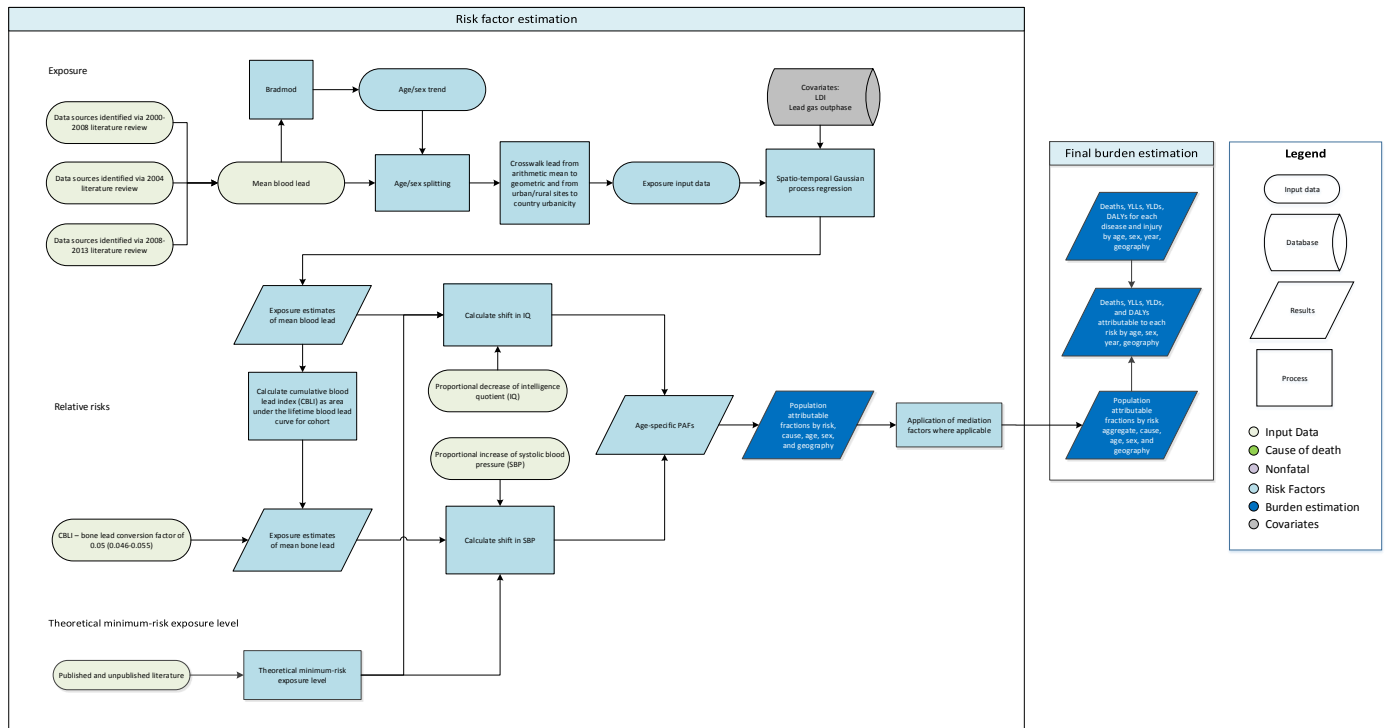 Risk factor estimation
Exposure
Data sources identified via 2000-
2008 literature review
Data sources identified via 2004
literature review
Data sources identified via 2008-
2013 literature review
Bradmod
Age/sex trend
Mean blood lead
Age/sex splitting
Crosswalk lead from
arithmetic mean to
geometric and from
urban/rural sites to
country urbanicity
Exposure input data
Covariates:
LDI
Lead gas outphase
Spatio-temporal Gaussian
process regression
Exposure estimates
of mean blood lead
Calculate shift in IQ
Proportional decrease of intelligence
quotient (IQ)
Relative risks
Calculate cumulative blood
lead index (CBLI) as area
under the lifetime blood lead
curve for cohort
Proportional increase of systolic blood
pressure (SBP)
Age-specific PAFs
Population
attributable
fractions by risk,
cause, age, sex,
and geography
Application of mediation
factors where applicable
CBLI – bone lead conversion factor of
0.05 (0.046-0.055)
Exposure estimates
of mean bone lead
Calculate shift in SBP
Theoretical minimum-risk exposure level
Published and unpublished literature
Theoretical minimum-risk
exposure level
Final burden estimation
Deaths, YLLs, YLDs,
DALYs for each
disease and injury
by age, sex, year,
geography
Deaths, YLLs, YLDs,
and DALYs
attributable to each
risk by age, sex,
year, geography
Population
attributable
fractions by risk
aggregate, cause,
age, sex, and
geography
Legend
Input data
Database
Results
Process
Input Data
Cause of death
Nonfatal
Risk Factors
Burden estimation
Covariates